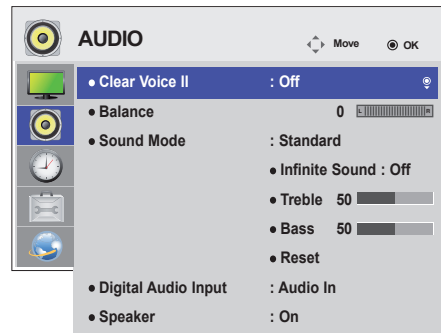 AUDIO Move OK
• Clear Voice II : Off
• Balance 0 L R
• Sound Mode : Standard
• Infinite Sound : Off
• Treble 50
• Bass 50
• Reset
• Digital Audio Input : Audio In
• Speaker : On